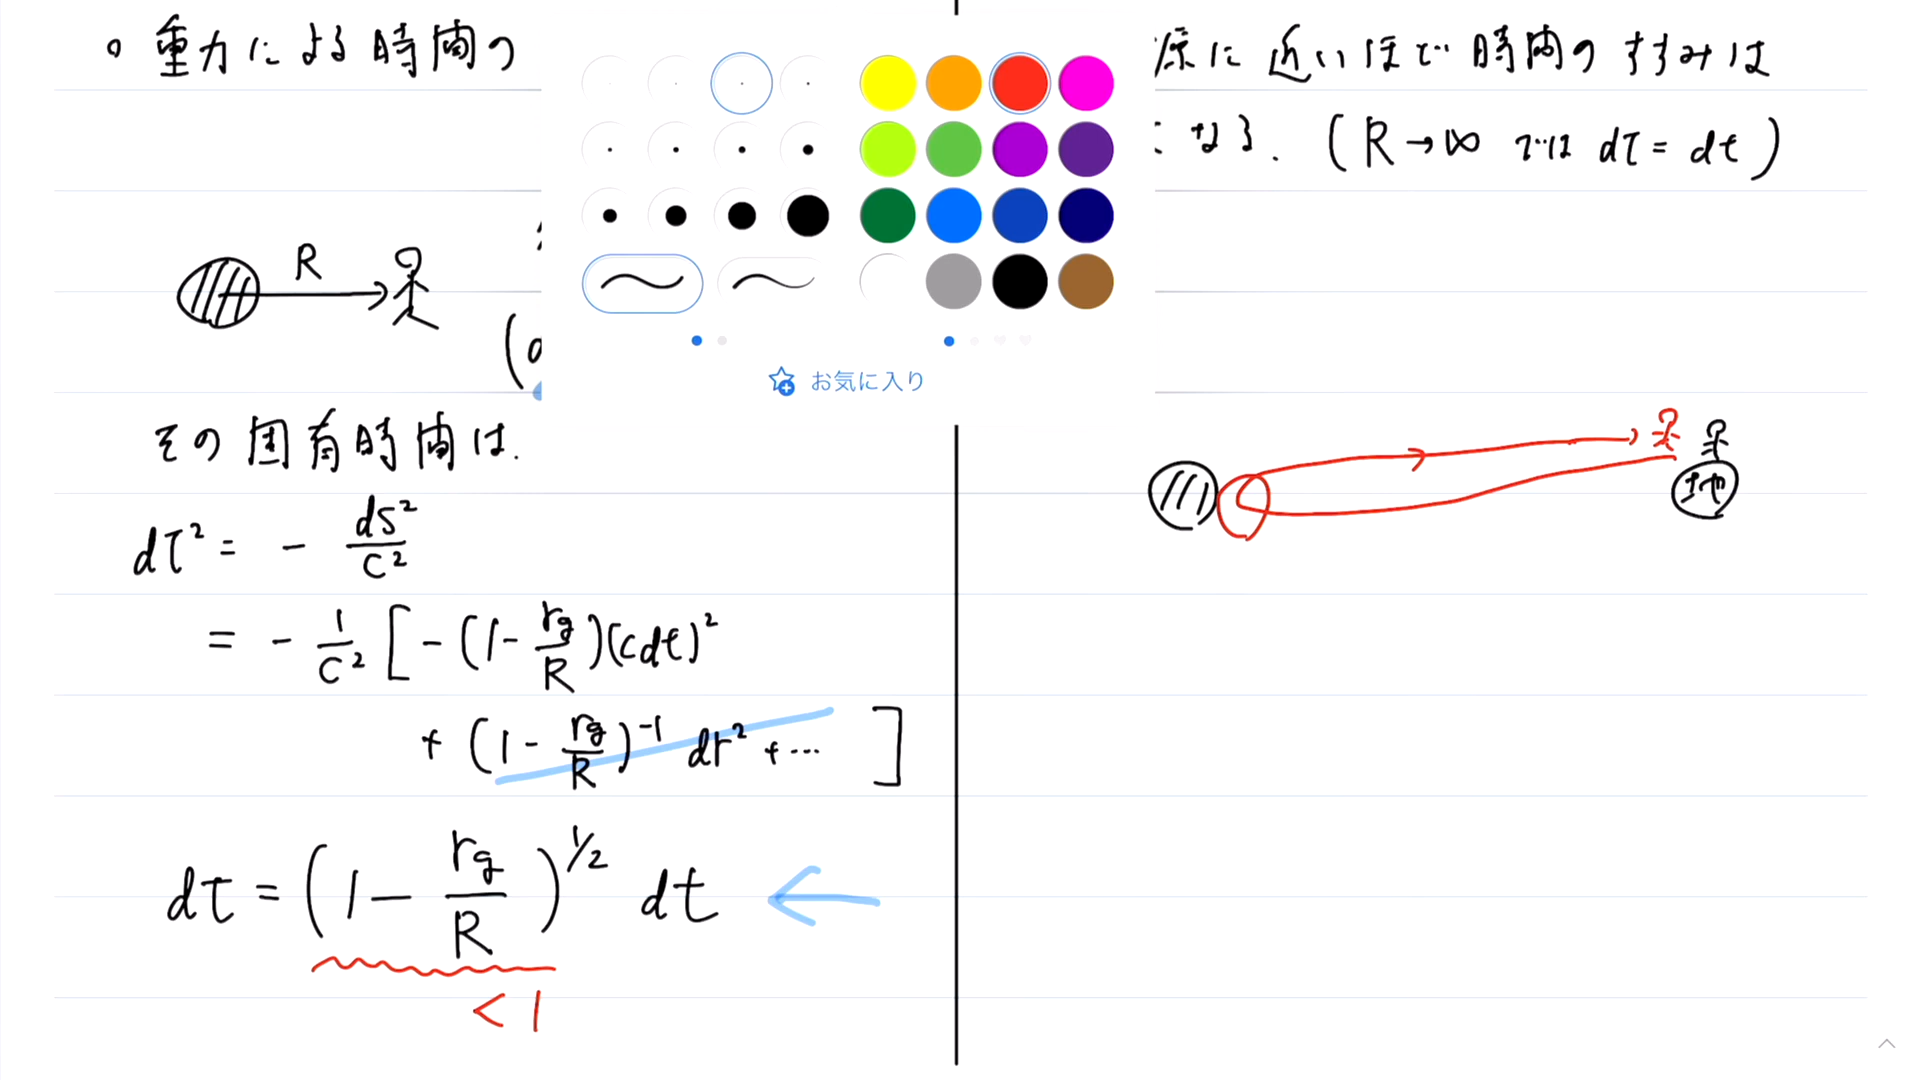 重力による時間の
R
その固有時間は.
dτ² = - ds²/c²
= - 1/c² [ - (1 - rg/R)(cdt)²
+ (1 - rg/R)⁻¹ dr² + … ]
dτ = (1 - rg/R)^1/2 dt
< 1
源に近いほど時間のすすみは
なる. (R→∞ では dτ = dt)
地
お気に入り